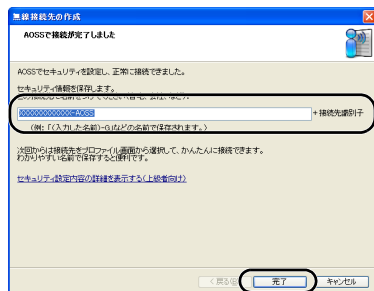 無線接続先の作成
AOSSで接続が完了しました
AOSSでセキュリティを設定し、正常に接続できました。
セキュリティ情報を保存します。
XXXXXXXXXXXX-AOSS
+接続先識別子
(例:「(入力した名前)-G」などの名前で保存されます。)
次回からは接続先をプロファイル画面から選択して、かんたんに接続できます。
わかりやすい名前で保存すると便利です。
セキュリティ設定内容の詳細を表示する(上級者向け)
< 戻る(B)
完了
キャンセル